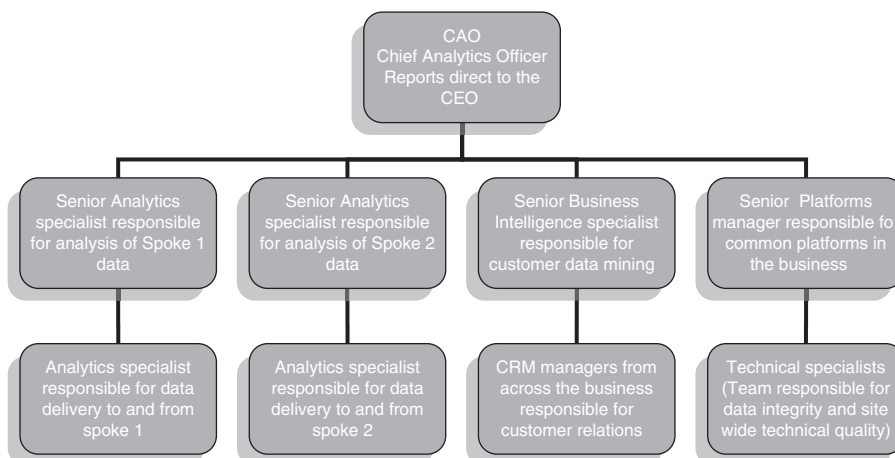 CAO
Chief Analytics Officer
Reports direct to the
CEO
Senior Analytics
specialist responsible
for analysis of Spoke 1
data
Senior Analytics
specialist responsible
for analysis of Spoke 2
data
Senior Business
Intelligence specialist
responsible for
customer data mining
Senior Platforms
manager responsible fo
common platforms in
the business
Analytics specialist
responsible for data
delivery to and from
spoke 1
Analytics specialist
responsible for data
delivery to and from
spoke 2
CRM managers from
across the business
responsible for
customer relations
Technical specialists
(Team responsible for
data integrity and site
wide technical quality)